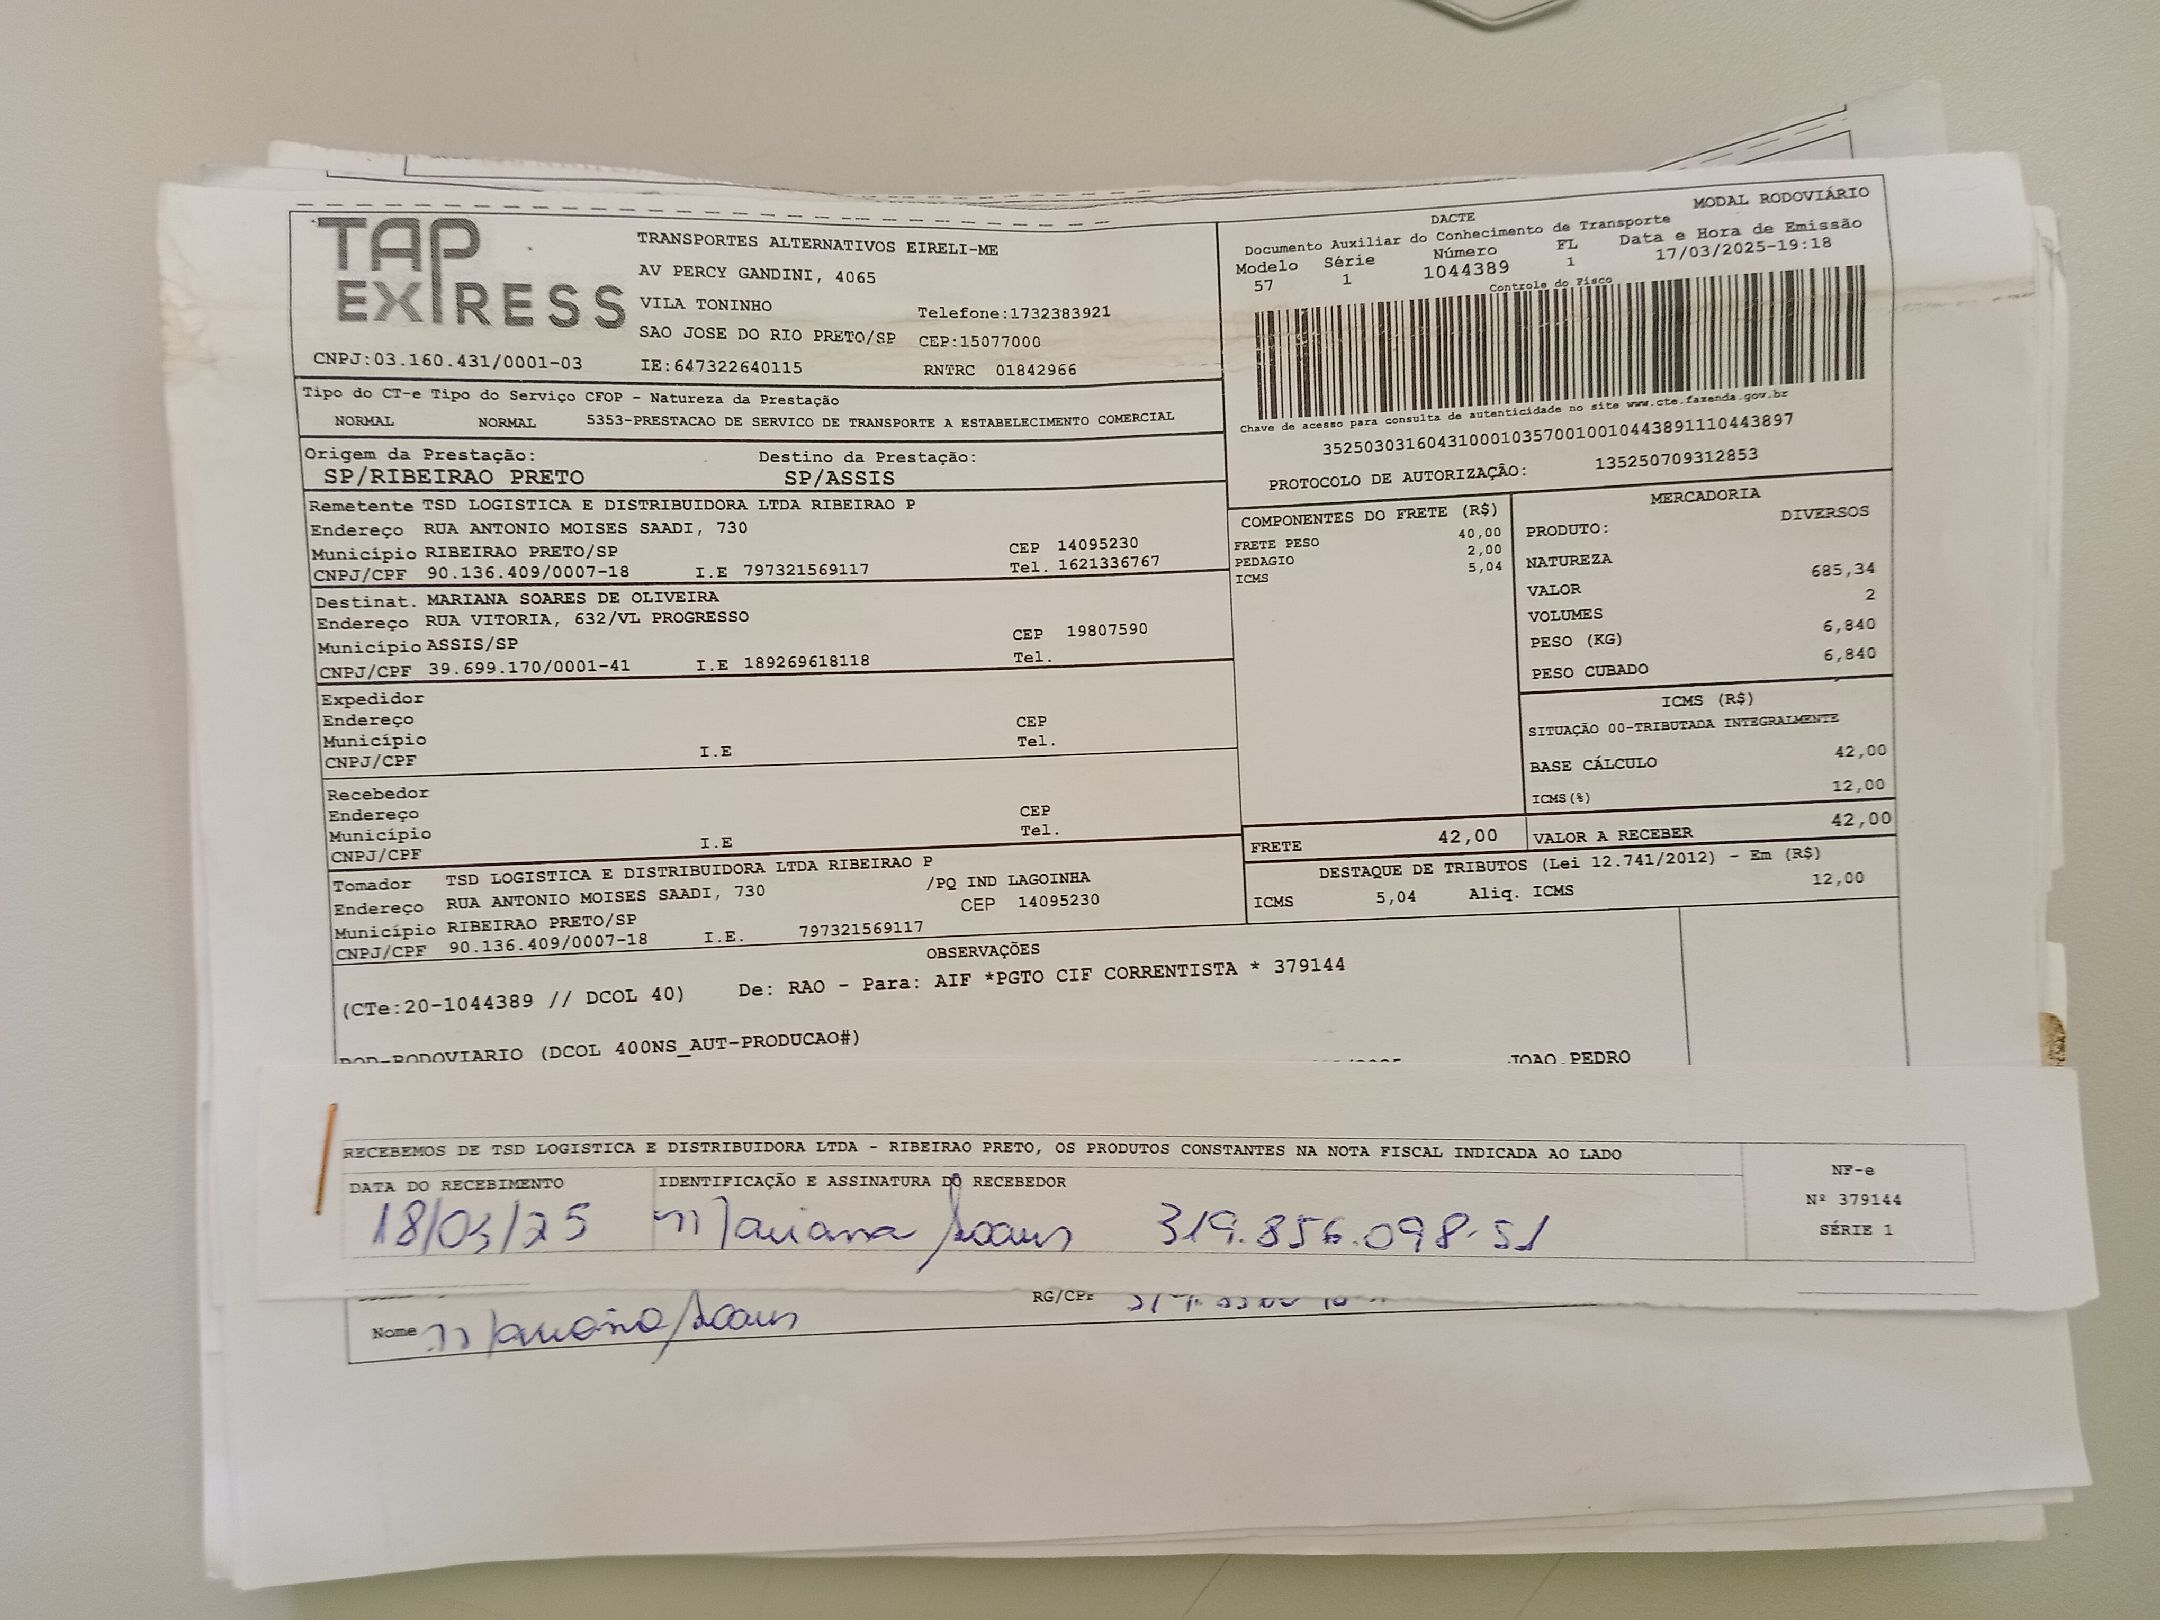 TAP EXPRESS
TRANSPORTES ALTERNATIVOS EIRELI-ME
AV PERCY GANDINI, 4065
VILA TONINHO Telefone:1732383921
SAO JOSE DO RIO PRETO/SP CEP:15077000
CNPJ:03.160.431/0001-03 IE:647322640115 RNTRC 01842966
MODAL RODOVIÁRIO
DACTE
Documento Auxiliar do Conhecimento de Transporte
Modelo Série Número FL Data e Hora de Emissão
57 1 1044389 1 17/03/2025-19:18
Controle do Fisco
Chave de acesso para consulta de autenticidade no site www.cte.fazenda.gov.br
35250303160431000103570010010443891110443897
PROTOCOLO DE AUTORIZAÇÃO: 135250709312853
Tipo do CT-e Tipo do Serviço CFOP - Natureza da Prestação
NORMAL NORMAL 5353-PRESTACAO DE SERVICO DE TRANSPORTE A ESTABELECIMENTO COMERCIAL
Origem da Prestação: Destino da Prestação:
SP/RIBEIRAO PRETO SP/ASSIS
Remetente TSD LOGISTICA E DISTRIBUIDORA LTDA RIBEIRAO P
Endereço RUA ANTONIO MOISES SAADI, 730
Município RIBEIRAO PRETO/SP CEP 14095230
CNPJ/CPF 90.136.409/0007-18 I.E 797321569117 Tel. 1621336767
Destinat. MARIANA SOARES DE OLIVEIRA
Endereço RUA VITORIA, 632/VL PROGRESSO
Município ASSIS/SP CEP 19807590
CNPJ/CPF 39.699.170/0001-41 I.E 189269618118 Tel.
Expedidor
Endereço CEP
Município Tel.
CNPJ/CPF I.E
Recebedor
Endereço CEP
Município Tel.
CNPJ/CPF I.E
Tomador TSD LOGISTICA E DISTRIBUIDORA LTDA RIBEIRAO P
Endereço RUA ANTONIO MOISES SAADI, 730 /PQ IND LAGOINHA
Município RIBEIRAO PRETO/SP CEP 14095230
CNPJ/CPF 90.136.409/0007-18 I.E. 797321569117
COMPONENTES DO FRETE (R$)
FRETE PESO 40,00
PEDAGIO 2,00
ICMS 5,04
MERCADORIA
PRODUTO: DIVERSOS
NATUREZA
VALOR 685,34
VOLUMES 2
PESO (KG) 6,840
PESO CUBADO 6,840
ICMS (R$)
SITUAÇÃO 00-TRIBUTADA INTEGRALMENTE
BASE CÁLCULO 42,00
ICMS(%) 12,00
FRETE 42,00 VALOR A RECEBER 42,00
DESTAQUE DE TRIBUTOS (Lei 12.741/2012) - Em (R$)
ICMS 5,04 Aliq. ICMS 12,00
OBSERVAÇÕES
(CTe:20-1044389 // DCOL 40) De: RAO - Para: AIF *PGTO CIF CORRENTISTA * 379144
ROD-RODOVIARIO (DCOL 400NS_AUT-PRODUCAO#)
JOAO PEDRO
RECEBEMOS DE TSD LOGISTICA E DISTRIBUIDORA LTDA - RIBEIRAO PRETO, OS PRODUTOS CONSTANTES NA NOTA FISCAL INDICADA AO LADO
DATA DO RECEBIMENTO IDENTIFICAÇÃO E ASSINATURA DO RECEBEDOR
18/03/25 Mariana Soares 319.856.098-51
NF-e
Nº 379144
SÉRIE 1
RG/CPF
Nome Mariana Soares